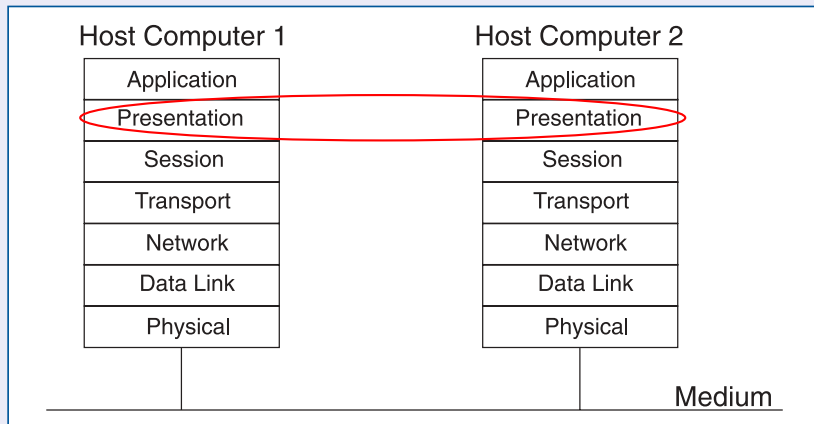 Host Computer 1
Application
Presentation
Session
Transport
Network
Data Link
Physical
Host Computer 2
Application
Presentation
Session
Transport
Network
Data Link
Physical
Medium